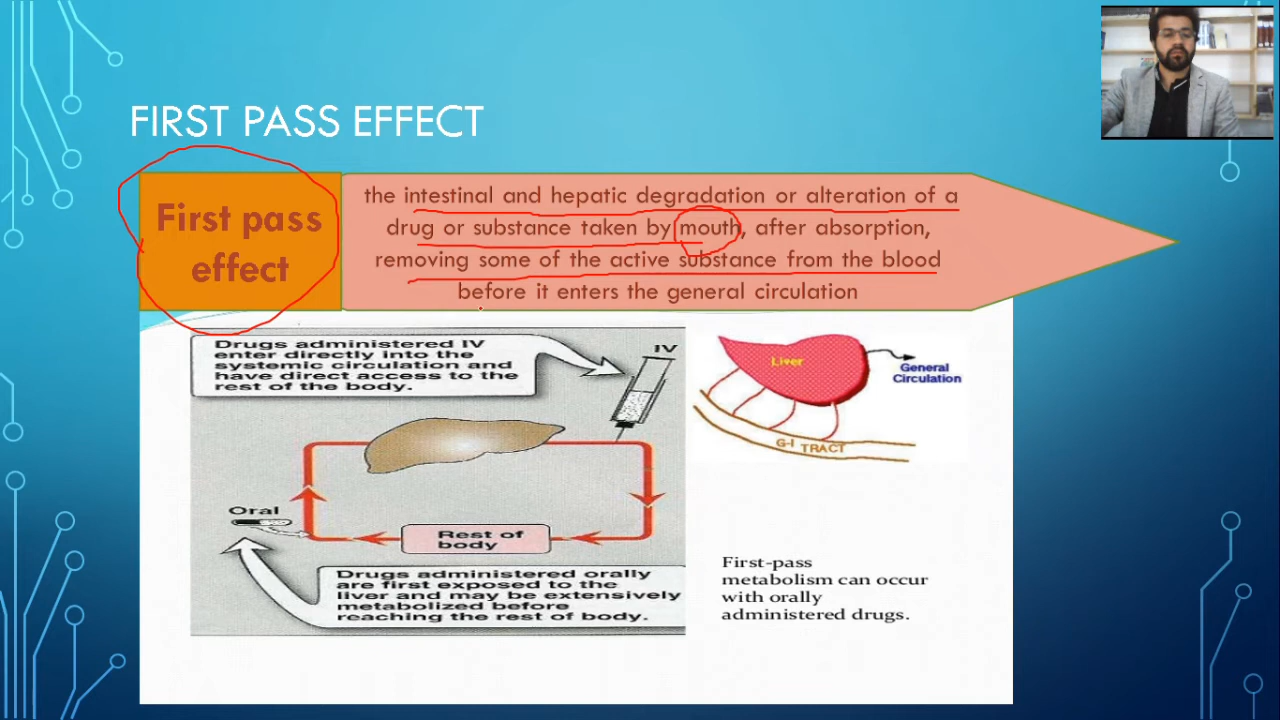 FIRST PASS EFFECT
First pass
effect
the intestinal and hepatic degradation or alteration of a
drug or substance taken by mouth, after absorption,
removing some of the active substance from the blood
before it enters the general circulation
Drugs administered IV
enter directly into the
systemic circulation and
have direct access to the
rest of the body.
IV
Oral
Rest of
body
Drugs administered orally
are first exposed to the
liver and may be extensively
metabolized before
reaching the rest of body.
Liver
General
Circulation
G-I TRACT
First-pass
metabolism can occur
with orally
administered drugs.